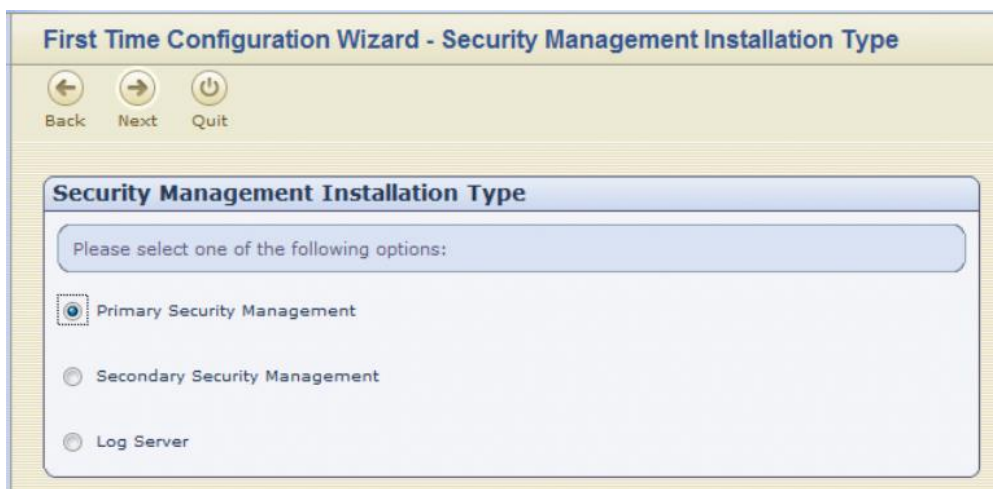 First Time Configuration Wizard - Security Management Installation Type
Back Next Quit
Security Management Installation Type
Please select one of the following options:
Primary Security Management
Secondary Security Management
Log Server